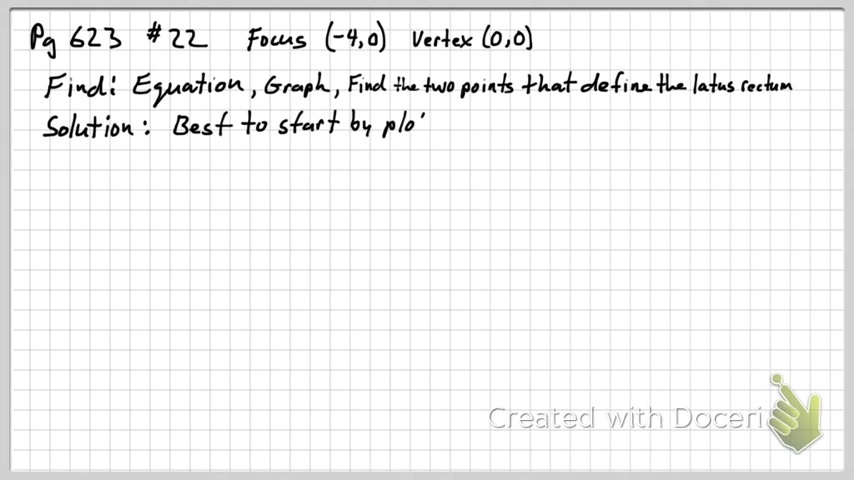 Pg 623 #22 Focus (-4,0) Vertex (0,0)
Find: Equation, Graph, Find the two points that define the latus rectum
Solution: Best to start by plo
Created with Doceri